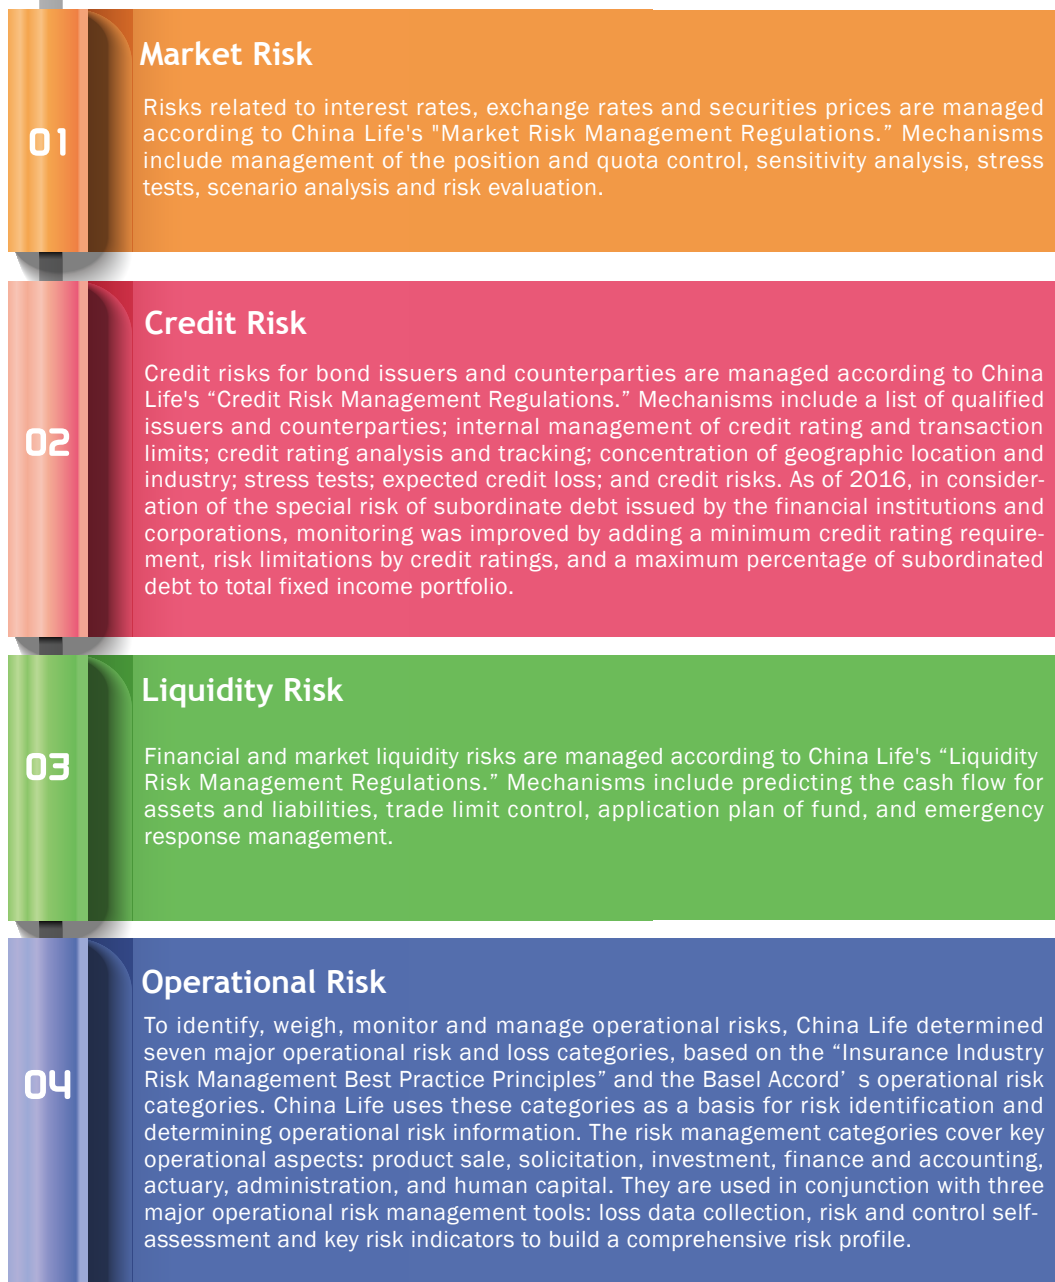 Market Risk
01
Risks related to interest rates, exchange rates and securities prices are managed
according to China Life's "Market Risk Management Regulations.” Mechanisms
include management of the position and quota control, sensitivity analysis, stress
tests, scenario analysis and risk evaluation.
Credit Risk
02
Credit risks for bond issuers and counterparties are managed according to China
Life's “Credit Risk Management Regulations.” Mechanisms include a list of qualified
issuers and counterparties; internal management of credit rating and transaction
limits; credit rating analysis and tracking; concentration of geographic location and
industry; stress tests; expected credit loss; and credit risks. As of 2016, in consider-
ation of the special risk of subordinate debt issued by the financial institutions and
corporations, monitoring was improved by adding a minimum credit rating require-
ment, risk limitations by credit ratings, and a maximum percentage of subordinated
debt to total fixed income portfolio.
Liquidity Risk
03
Financial and market liquidity risks are managed according to China Life's “Liquidity
Risk Management Regulations.” Mechanisms include predicting the cash flow for
assets and liabilities, trade limit control, application plan of fund, and emergency
response management.
Operational Risk
04
To identify, weigh, monitor and manage operational risks, China Life determined
seven major operational risk and loss categories, based on the “Insurance Industry
Risk Management Best Practice Principles” and the Basel Accord’ s operational risk
categories. China Life uses these categories as a basis for risk identification and
determining operational risk information. The risk management categories cover key
operational aspects: product sale, solicitation, investment, finance and accounting,
actuary, administration, and human capital. They are used in conjunction with three
major operational risk management tools: loss data collection, risk and control self-
assessment and key risk indicators to build a comprehensive risk profile.